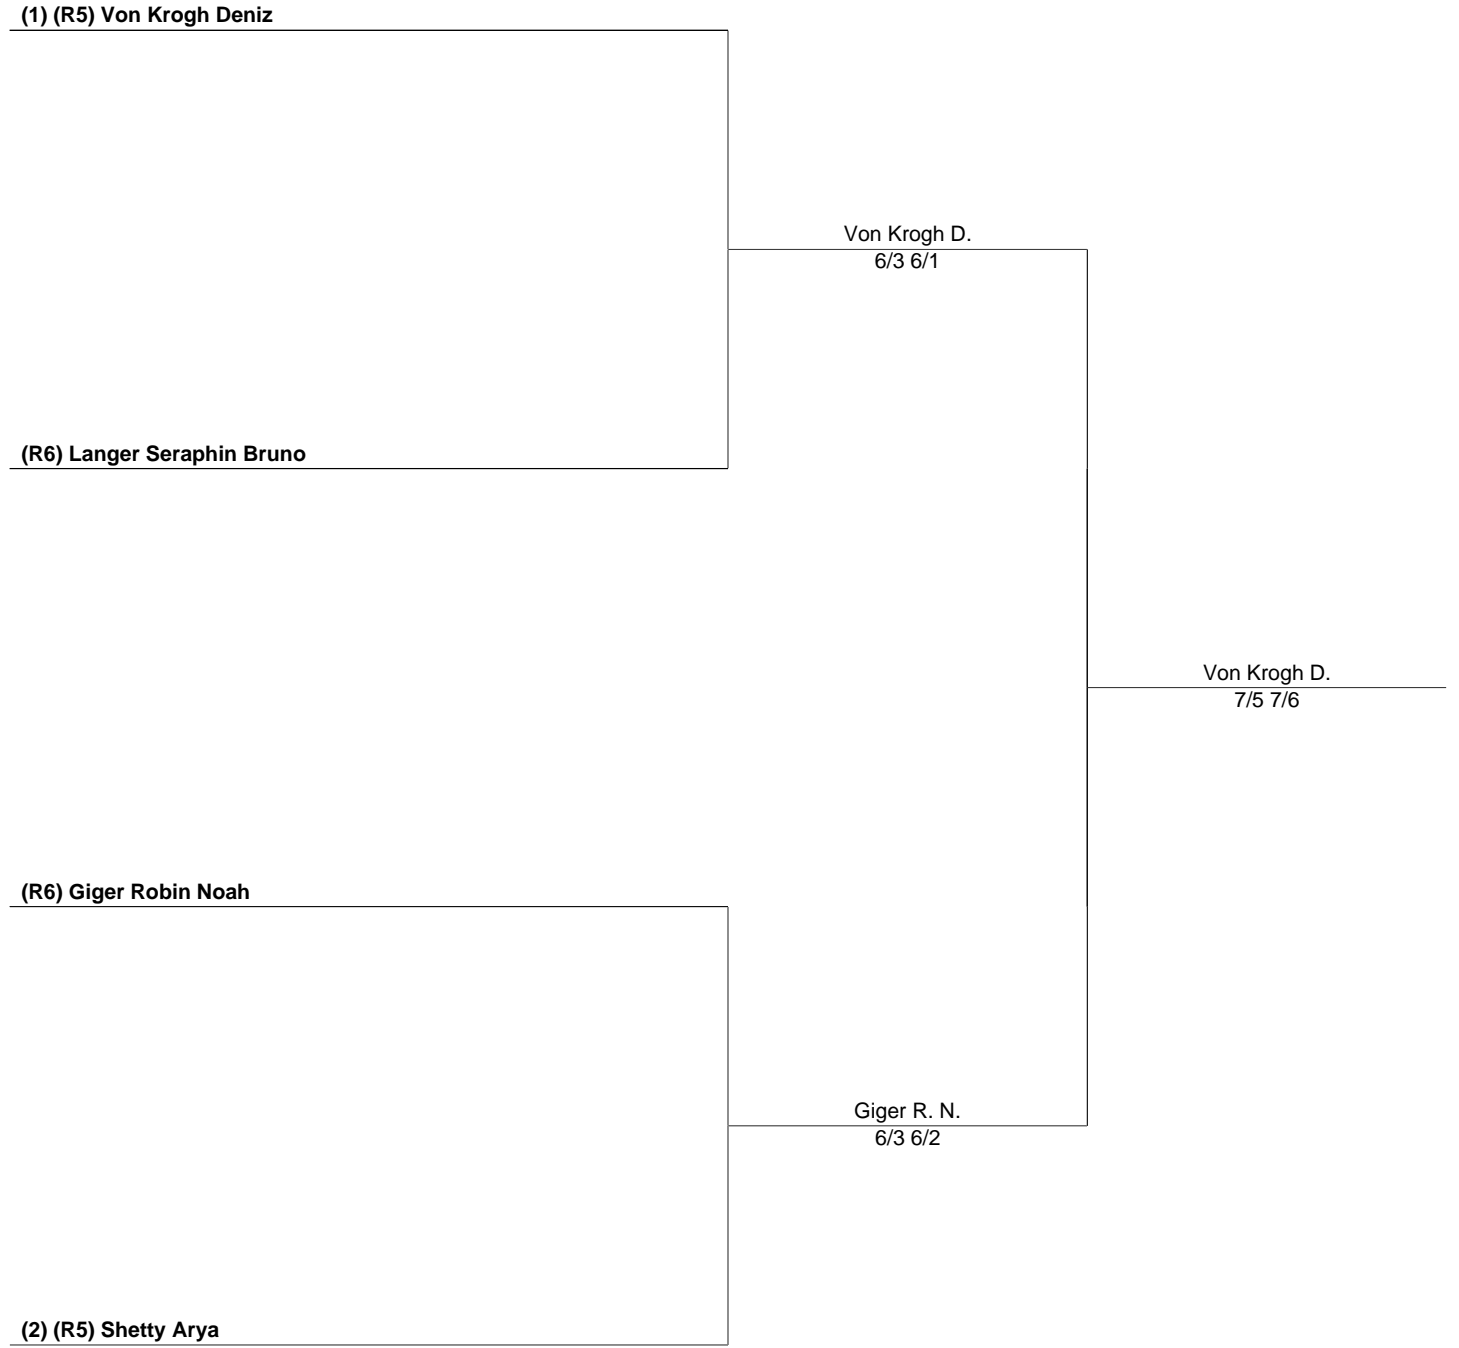 (1) (R5) Von Krogh Deniz
Von Krogh D.
6/3 6/1
(R6) Langer Seraphin Bruno
Von Krogh D.
7/5 7/6
(R6) Giger Robin Noah
Giger R. N.
6/3 6/2
(2) (R5) Shetty Arya